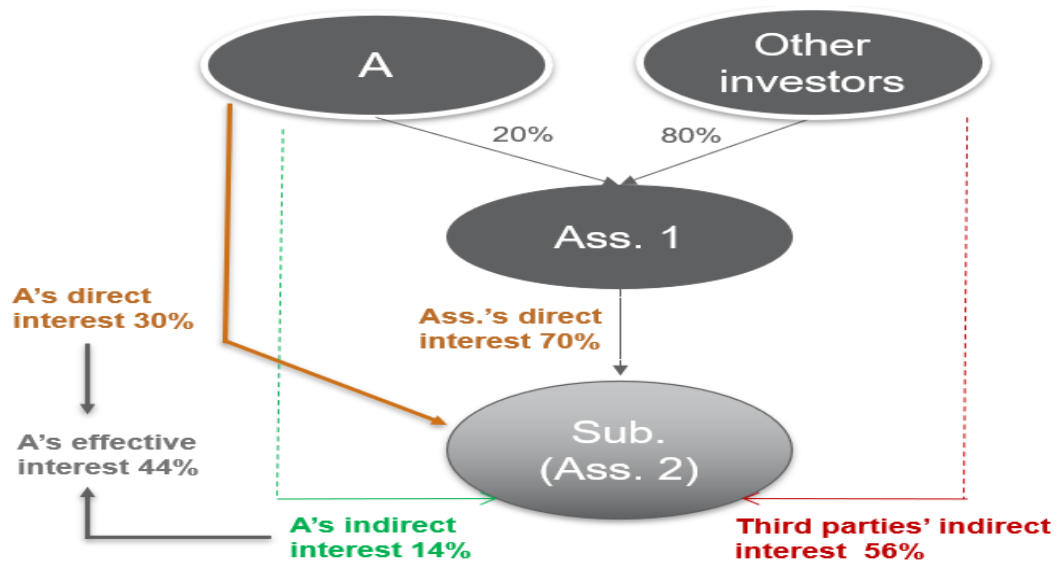 A
Other
investors
20%
80%
Ass. 1
A's direct
interest 30%
Ass.'s direct
interest 70%
A's effective
interest 44%
Sub.
(Ass. 2)
A's indirect
interest 14%
Third parties' indirect
interest 56%